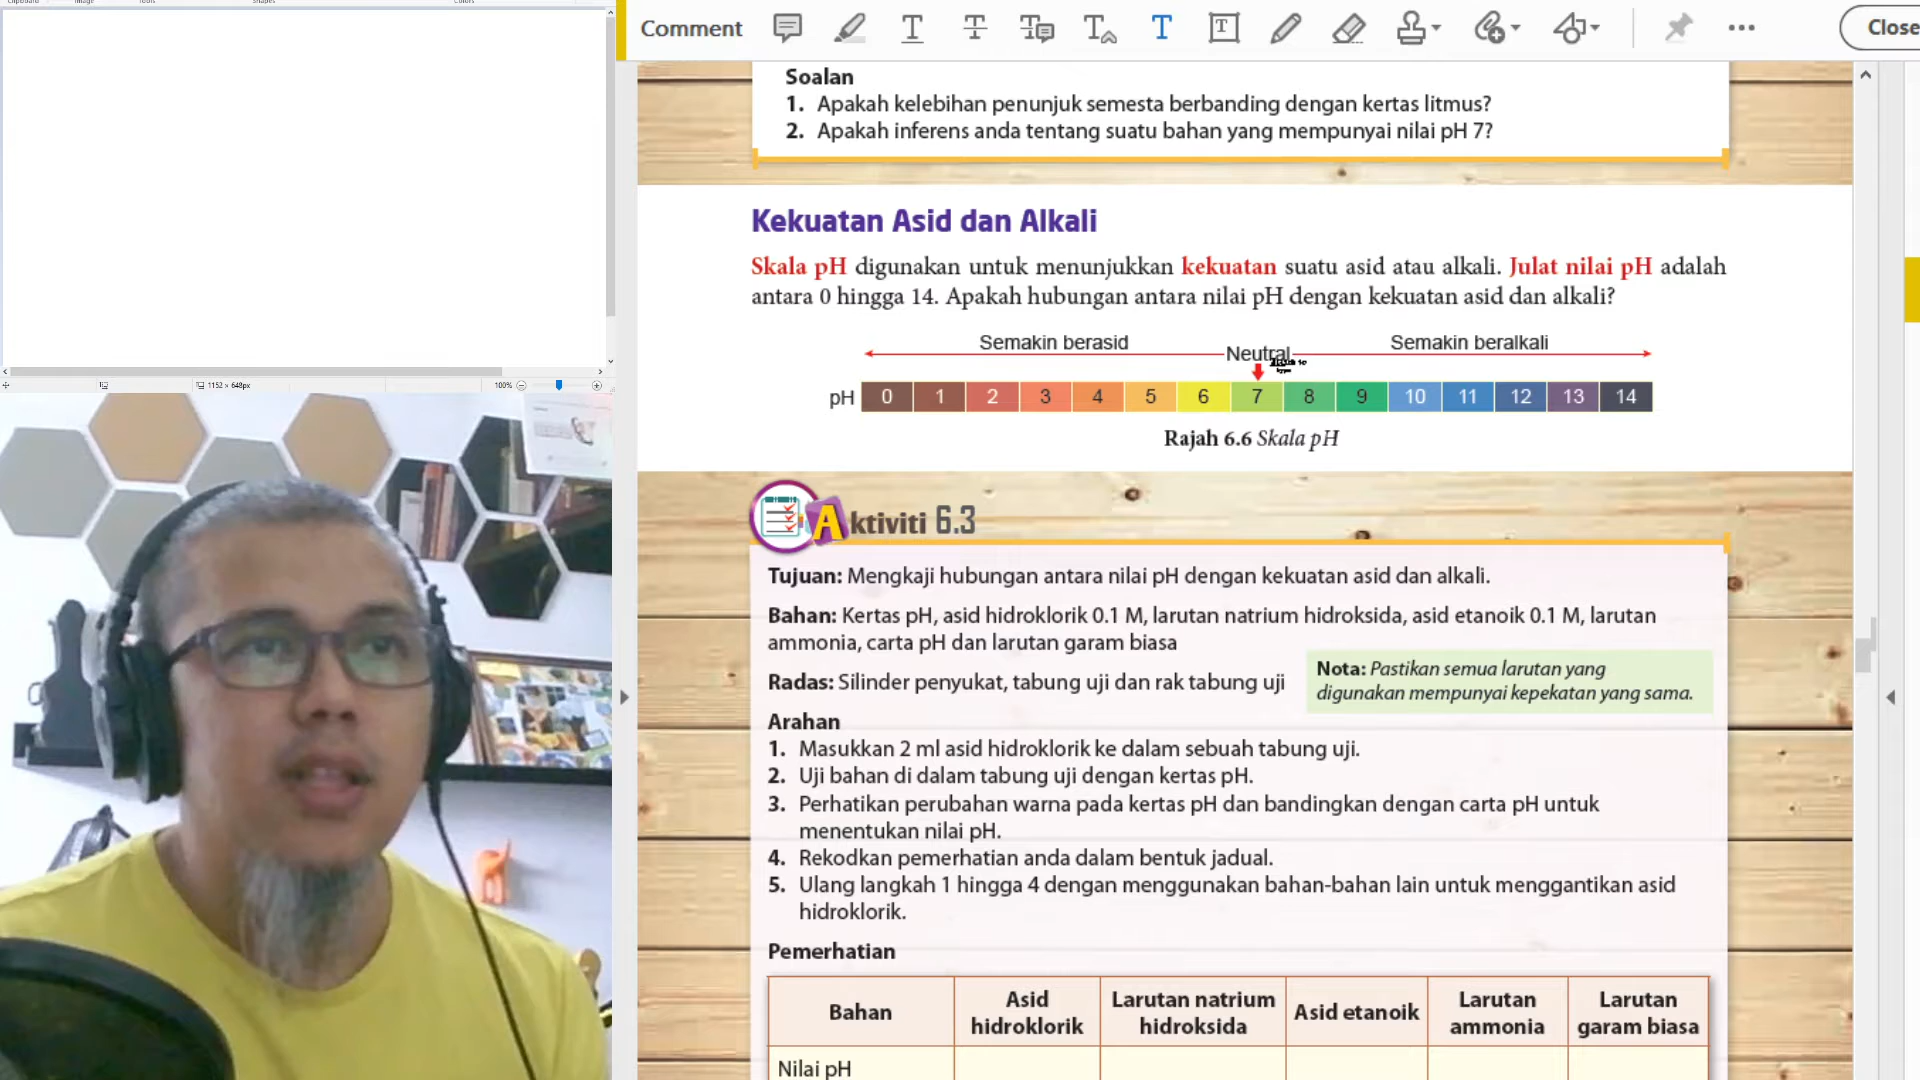 Clipboard
Image
Tools
Shapes
Colors
1152 × 648px
100%
Comment
Close
Soalan
1. Apakah kelebihan penunjuk semesta berbanding dengan kertas litmus?
2. Apakah inferens anda tentang suatu bahan yang mempunyai nilai pH 7?
Kekuatan Asid dan Alkali
Skala pH digunakan untuk menunjukkan kekuatan suatu asid atau alkali. Julat nilai pH adalah
antara 0 hingga 14. Apakah hubungan antara nilai pH dengan kekuatan asid dan alkali?
Semakin berasid
Neutral
Semakin beralkali
pH 0 1 2 3 4 5 6 7 8 9 10 11 12 13 14
Rajah 6.6 Skala pH
Aktiviti 6.3
Tujuan: Mengkaji hubungan antara nilai pH dengan kekuatan asid dan alkali.
Bahan: Kertas pH, asid hidroklorik 0.1 M, larutan natrium hidroksida, asid etanoik 0.1 M, larutan
ammonia, carta pH dan larutan garam biasa
Radas: Silinder penyukat, tabung uji dan rak tabung uji
Nota: Pastikan semua larutan yang
digunakan mempunyai kepekatan yang sama.
Arahan
1. Masukkan 2 ml asid hidroklorik ke dalam sebuah tabung uji.
2. Uji bahan di dalam tabung uji dengan kertas pH.
3. Perhatikan perubahan warna pada kertas pH dan bandingkan dengan carta pH untuk
menentukan nilai pH.
4. Rekodkan pemerhatian anda dalam bentuk jadual.
5. Ulang langkah 1 hingga 4 dengan menggunakan bahan-bahan lain untuk menggantikan asid
hidroklorik.
Pemerhatian
Bahan
Asid
hidroklorik
Larutan natrium
hidroksida
Asid etanoik
Larutan
ammonia
Larutan
garam biasa
Nilai pH